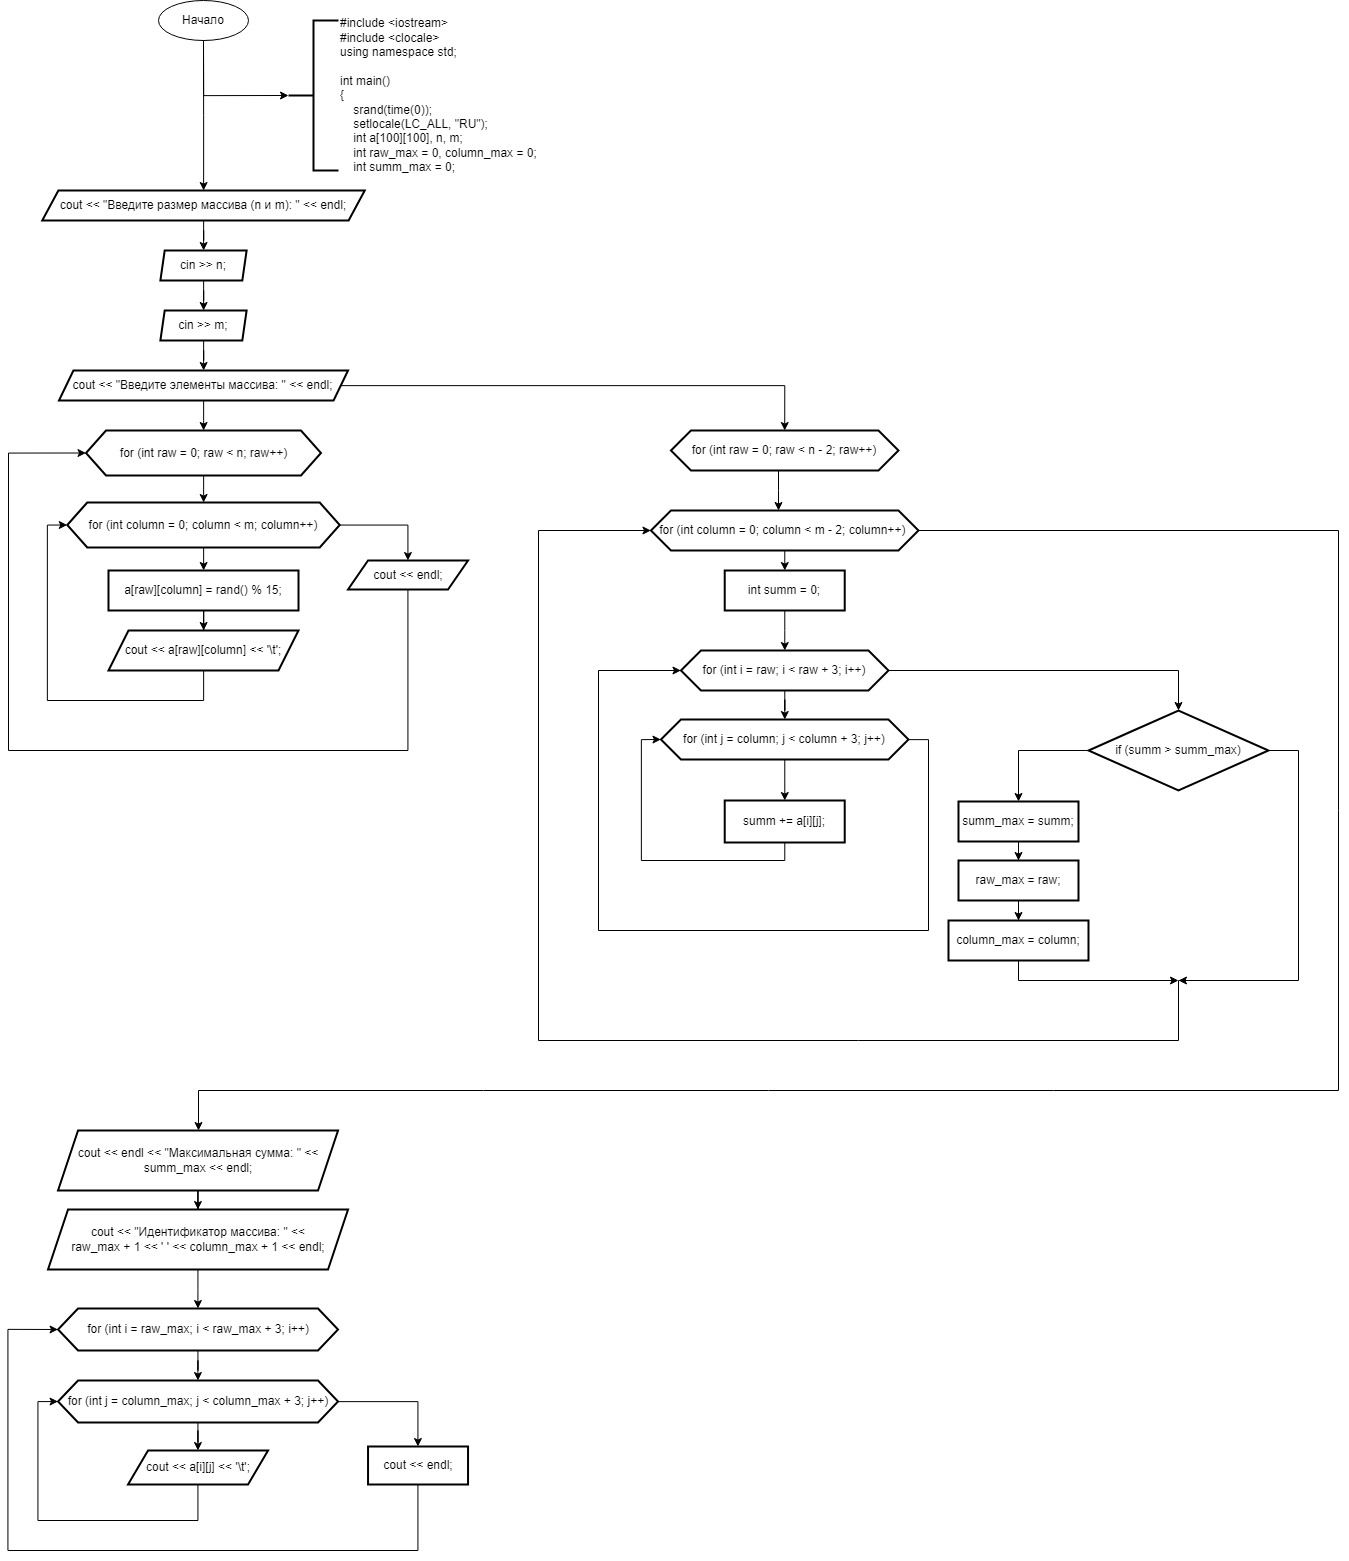 Начало
#include <iostream>
#include <clocale>
using namespace std;
int main()
{
srand(time(0));
setlocale(LC_ALL, "RU");
int a[100][100], n, m;
int raw_max = 0, column_max = 0;
int summ_max = 0;
cout << "Введите размер массива (n и m): " << endl;
cin >> n;
cin >> m;
cout << "Введите элементы массива: " << endl;
for (int raw = 0; raw < n; raw++)
for (int column = 0; column < m; column++)
a[raw][column] = rand() % 15;
cout << a[raw][column] << '\t';
cout << endl;
for (int raw = 0; raw < n - 2; raw++)
for (int column = 0; column < m - 2; column++)
int summ = 0;
for (int i = raw; i < raw + 3; i++)
for (int j = column; j < column + 3; j++)
summ += a[i][j];
if (summ > summ_max)
summ_max = summ;
raw_max = raw;
column_max = column;
cout << endl << "Максимальная сумма: " <<
summ_max << endl;
cout << "Идентификатор массива: " <<
raw_max + 1 << ' ' << column_max + 1 << endl;
for (int i = raw_max; i < raw_max + 3; i++)
for (int j = column_max; j < column_max + 3; j++)
cout << a[i][j] << '\t';
cout << endl;